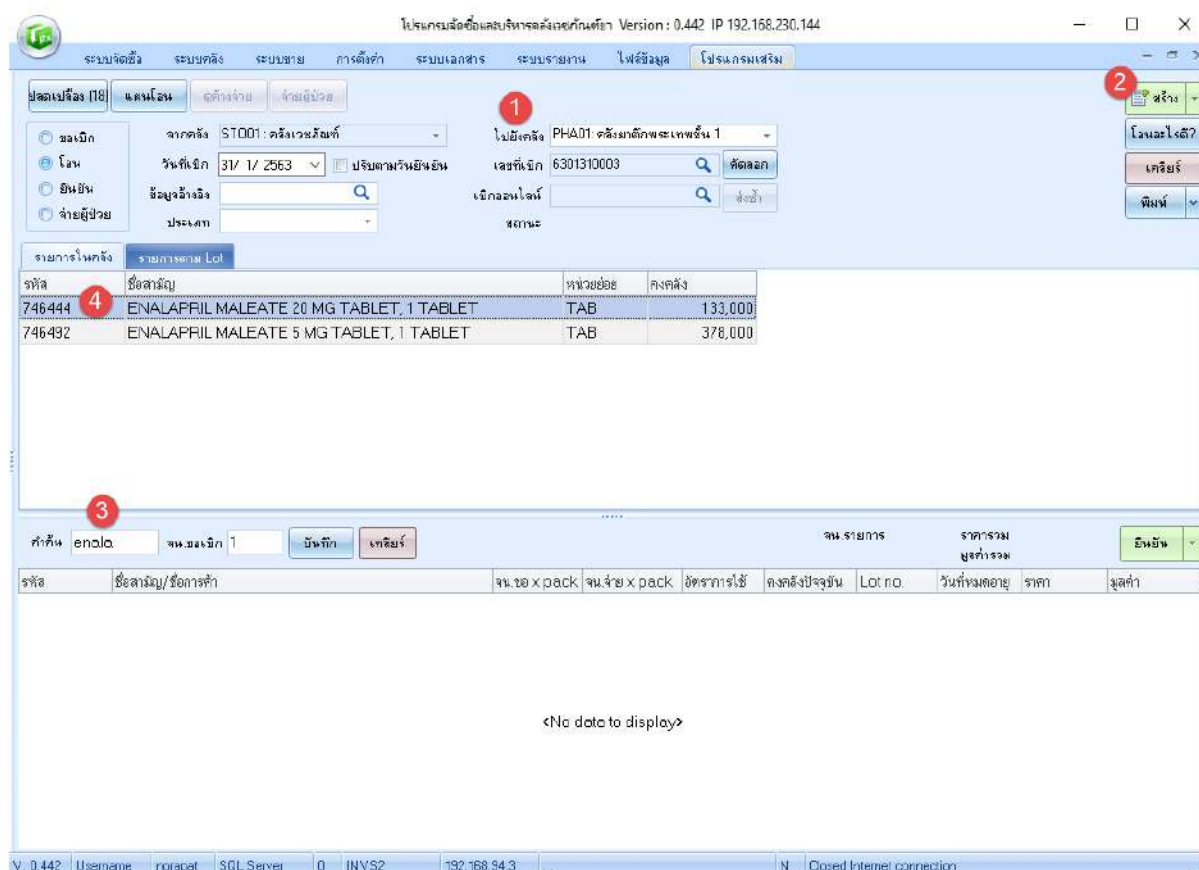 โปรแกรมจัดซื้อและบริหารคลังเวชภัณฑ์ยา Version : 0.442 IP 192.168.230.144
ระบบจัดซื้อ ระบบคลัง ระบบขาย การตั้งค่า ระบบเอกสาร ระบบรายงาน ไฟล์ข้อมูล โปรแกรมเสริม
ปลดเปลื้อง (18) แผนโอน ดูค้างจ่าย จ่ายผู้ป่วย 1 2 สร้าง
ขอเบิก จากคลัง STO01 : คลังเวชภัณฑ์ ไปยังคลัง PHA01: คลังยาตึกพระเทพชั้น 1 โอนอะไรดี?
โอน วันที่เบิก 31/ 1/ 2563 ปรับตามวันยืนยัน เลขที่เบิก 6301310003 คัดลอก เคลียร์
ยืนยัน ข้อมูลอ้างอิง เบิกออนไลน์ ส่งซ้ำ พิมพ์
จ่ายผู้ป่วย ประเภท สถานะ
รายการในคลัง รายการตาม Lot
รหัส ชื่อสามัญ หน่วยย่อย คงคลัง
746444 4 ENALAPRIL MALEATE 20 MG TABLET, 1 TABLET TAB 133,000
746492 ENALAPRIL MALEATE 5 MG TABLET, 1 TABLET TAB 378,000
3
คำค้น enala จน.ขอเบิก 1 บันทึก เคลียร์ จน.รายการ ราคารวม ยืนยัน
มูลค่ารวม
รหัส ชื่อสามัญ/ชื่อการค้า จน.ขอ x pack จน.จ่าย x pack อัตราการใช้ คงคลังปัจจุบัน Lot no. วันที่หมดอายุ ราคา มูลค่า
<No data to display>
V. 0.442 Username norapat SQL Server 0 INVS2 192.168.94.3 N Closed Internet connection